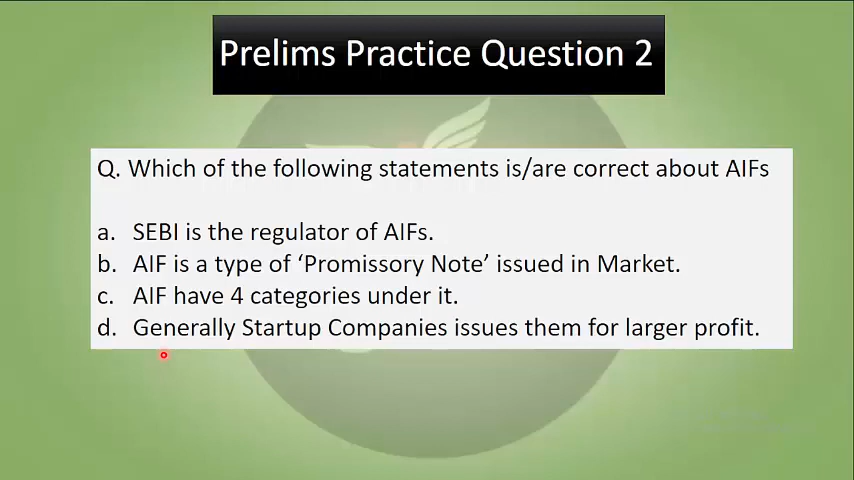 Prelims Practice Question 2
Q. Which of the following statements is/are correct about AIFs
a. SEBI is the regulator of AIFs.
b. AIF is a type of ‘Promissory Note’ issued in Market.
c. AIF have 4 categories under it.
d. Generally Startup Companies issues them for larger profit.